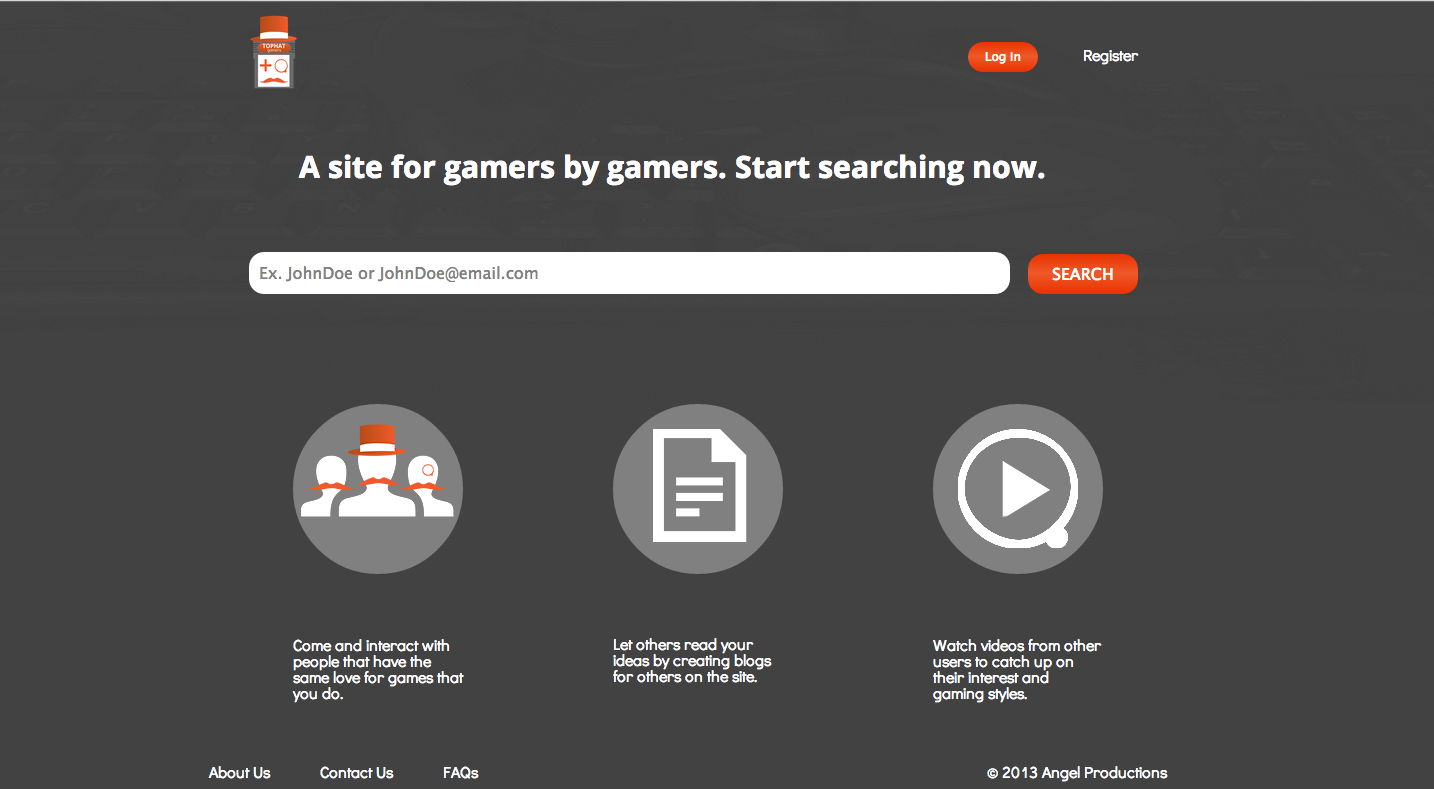 TOPHAT
gamers
Log In
Register
A site for gamers by gamers. Start searching now.
Ex. JohnDoe or JohnDoe@email.com
SEARCH
Come and interact with
people that have the
same love for games that
you do.
Let others read your
ideas by creating blogs
for others on the site.
Watch videos from other
users to catch up on
their interest and
gaming styles.
About Us
Contact Us
FAQs
© 2013 Angel Productions